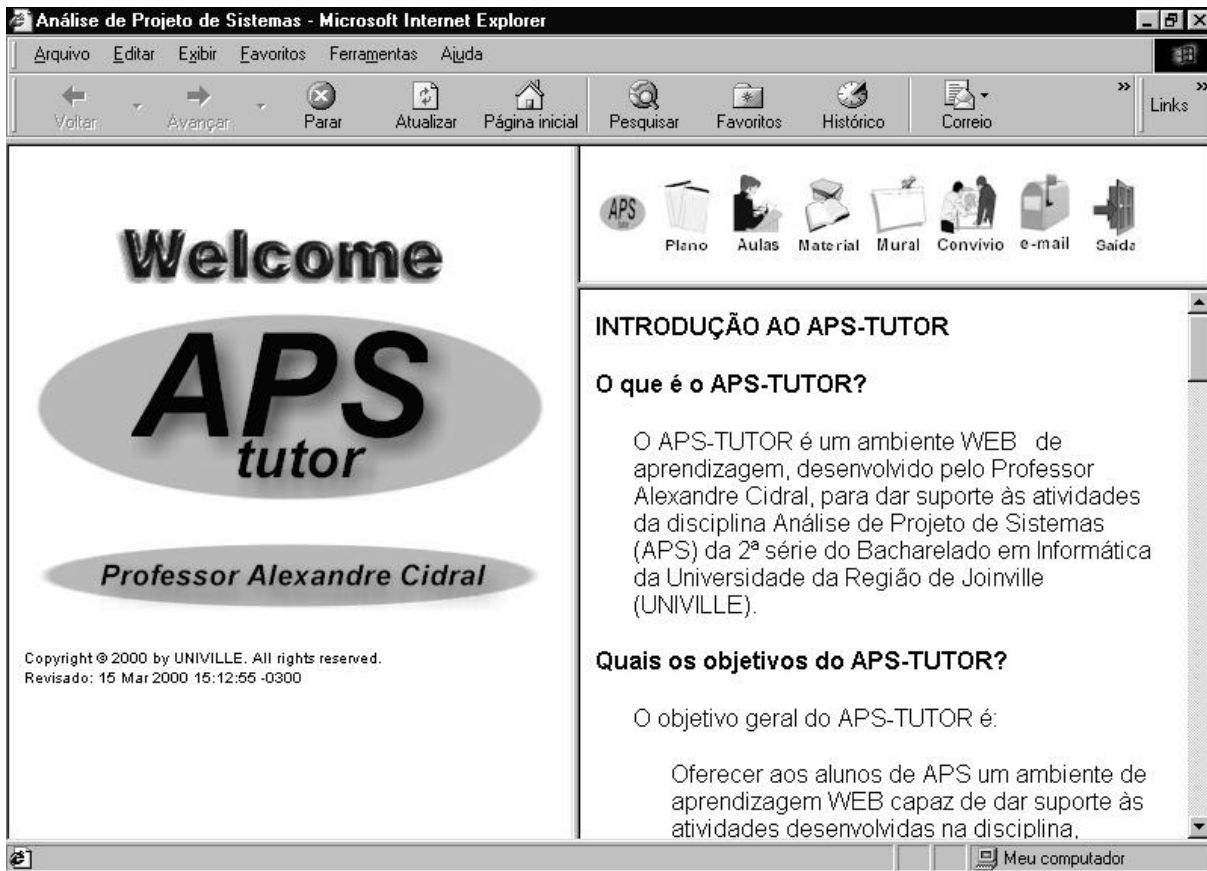 Análise de Projeto de Sistemas - Microsoft Internet Explorer
Arquivo Editar Exibir Favoritos Ferramentas Ajuda
Voltar Avançar Parar Atualizar Página inicial Pesquisar Favoritos Histórico Correio » Links »
Welcome
APS
tutor
Professor Alexandre Cidral
Copyright © 2000 by UNIVILLE. All rights reserved.
Revisado: 15 Mar 2000 15:12:55 -0300
APS
Plano Aulas Material Mural Convívio e-mail Saída
INTRODUÇÃO AO APS-TUTOR
O que é o APS-TUTOR?
O APS-TUTOR é um ambiente WEB de
aprendizagem, desenvolvido pelo Professor
Alexandre Cidral, para dar suporte às atividades
da disciplina Análise de Projeto de Sistemas
(APS) da 2ª série do Bacharelado em Informática
da Universidade da Região de Joinville
(UNIVILLE).
Quais os objetivos do APS-TUTOR?
O objetivo geral do APS-TUTOR é:
Oferecer aos alunos de APS um ambiente de
aprendizagem WEB capaz de dar suporte às
atividades desenvolvidas na disciplina,
Meu computador